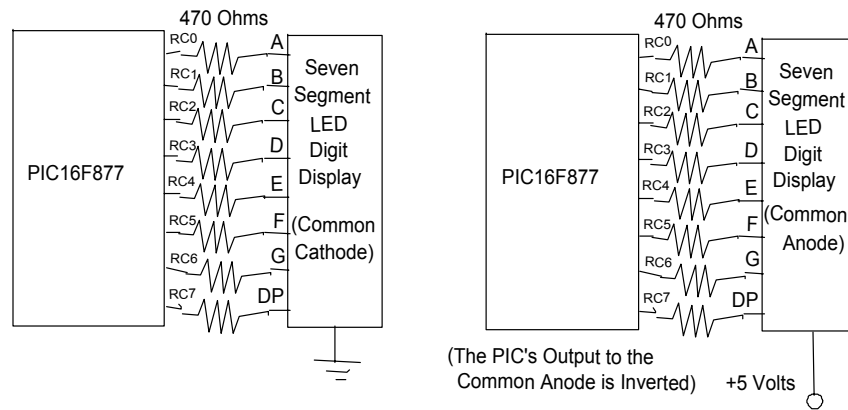 470 Ohms
RC0
A
RC1
B
RC2
C
RC3
D
RC4
E
RC5
F
RC6
G
RC7
DP
PIC16F877
Seven
Segment
LED
Digit
Display
(Common
Cathode)
470 Ohms
RC0
A
RC1
B
RC2
C
RC3
D
RC4
E
RC5
F
RC6
G
RC7
DP
PIC16F877
Seven
Segment
LED
Digit
Display
(Common
Anode)
(The PIC's Output to the
Common Anode is Inverted)
+5 Volts